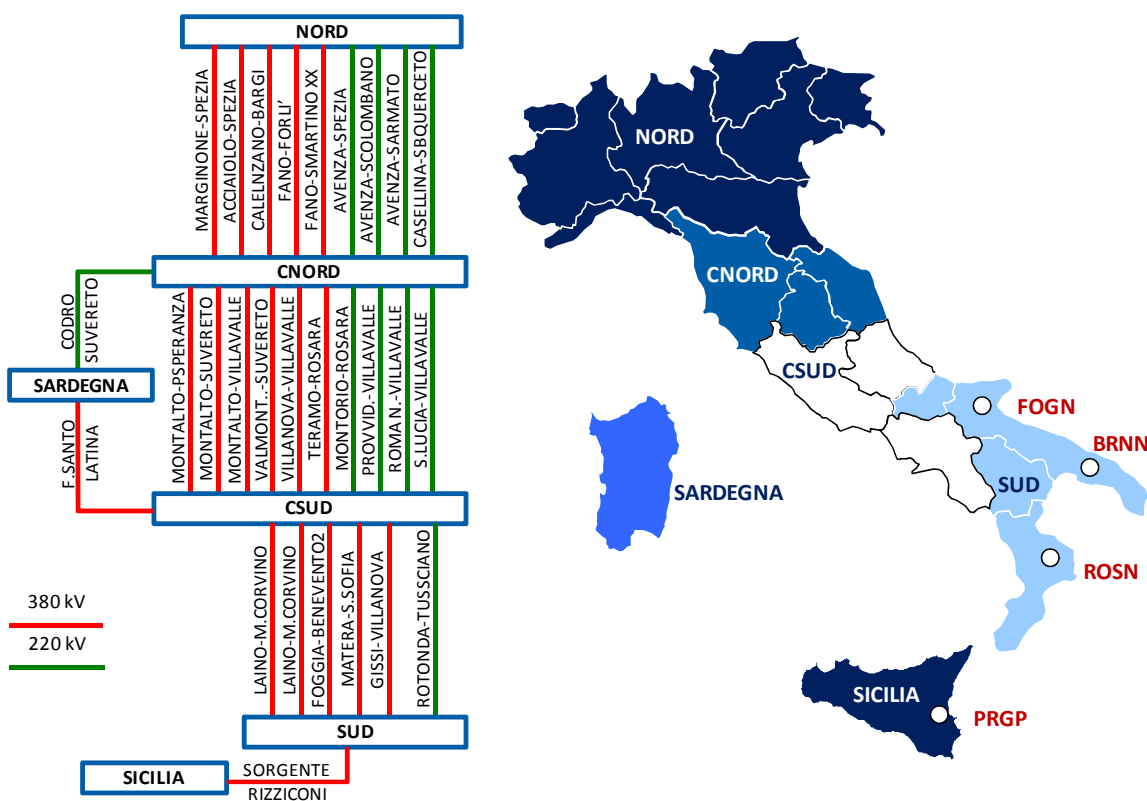 NORD
MARGINONE-SPEZIA
ACCIAIOLO-SPEZIA
CALELNZANO-BARGI
FANO-FORLI’
FANO-SMARTINO XX
AVENZA-SPEZIA
AVENZA-SCOLOMBANO
AVENZA-SARMATO
CASELLINA-SBQUERCETO
CNORD
CODRO
SUVERETO
SARDEGNA
F.SANTO
LATINA
MONTALTO-PSPERANZA
MONTALTO-SUVERETO
MONTALTO-VILLAVALLE
VALMONT..-SUVERETO
VILLANOVA-VILLAVALLE
TERAMO-ROSARA
MONTORIO-ROSARA
PROVVID.-VILLAVALLE
ROMA N.-VILLAVALLE
S.LUCIA-VILLAVALLE
CSUD
380 kV
220 kV
LAINO-M.CORVINO
LAINO-M.CORVINO
FOGGIA-BENEVENTO2
MATERA-S.SOFIA
GISSI-VILLANOVA
ROTONDA-TUSSCIANO
SUD
SICILIA
SORGENTE
RIZZICONI
NORD
CNORD
CSUD
SARDEGNA
FOGN
BRNN
SUD
ROSN
SICILIA
PRGP